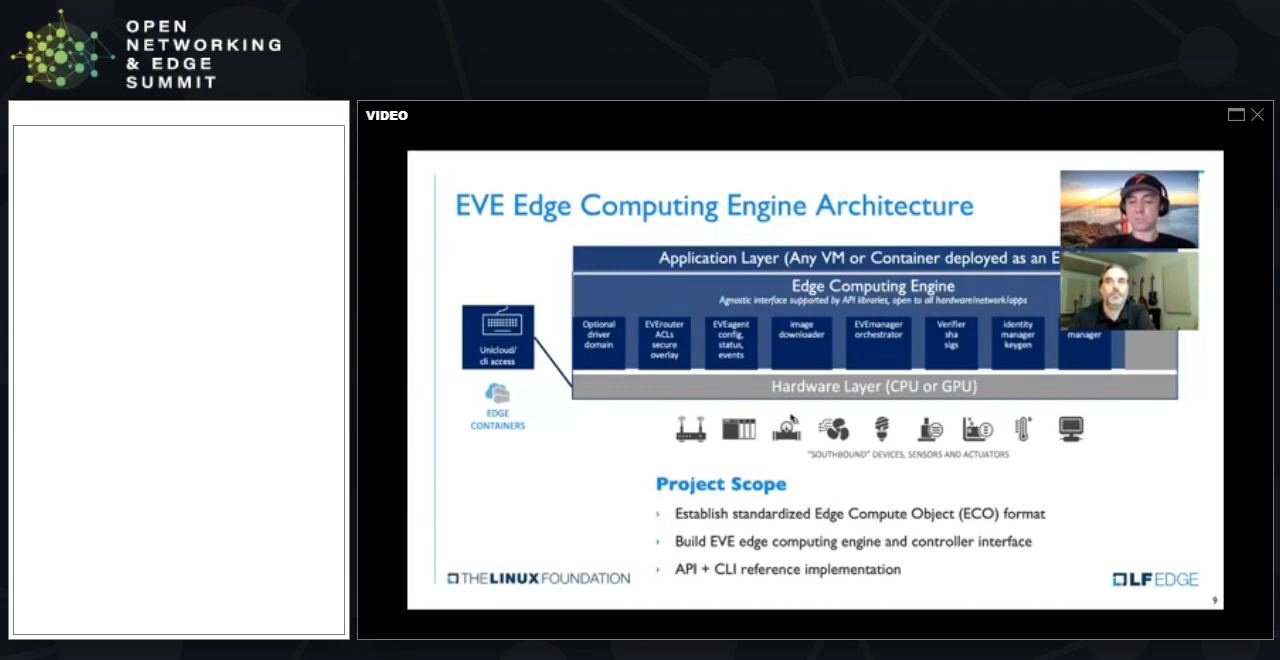 OPEN
NETWORKING
& EDGE
SUMMIT
VIDEO
EVE Edge Computing Engine Architecture
Application Layer (Any VM or Container deployed as an E
Edge Computing Engine
Agnostic interface supported by API libraries, open to all hardware/network/apps
Unicloud/
cli access
EDGE
CONTAINERS
Optional
driver
domain
EVErouter
ACLs
secure
overlay
EVEagent
config,
status,
events
image
downloader
EVEmanager
orchestrator
Verifier
sha
sigs
identity
manager
keygen
manager
Hardware Layer (CPU or GPU)
"SOUTHBOUND" DEVICES, SENSORS AND ACTUATORS
Project Scope
› Establish standardized Edge Compute Object (ECO) format
› Build EVE edge computing engine and controller interface
› API + CLI reference implementation
THE LINUX FOUNDATION
LF EDGE
9